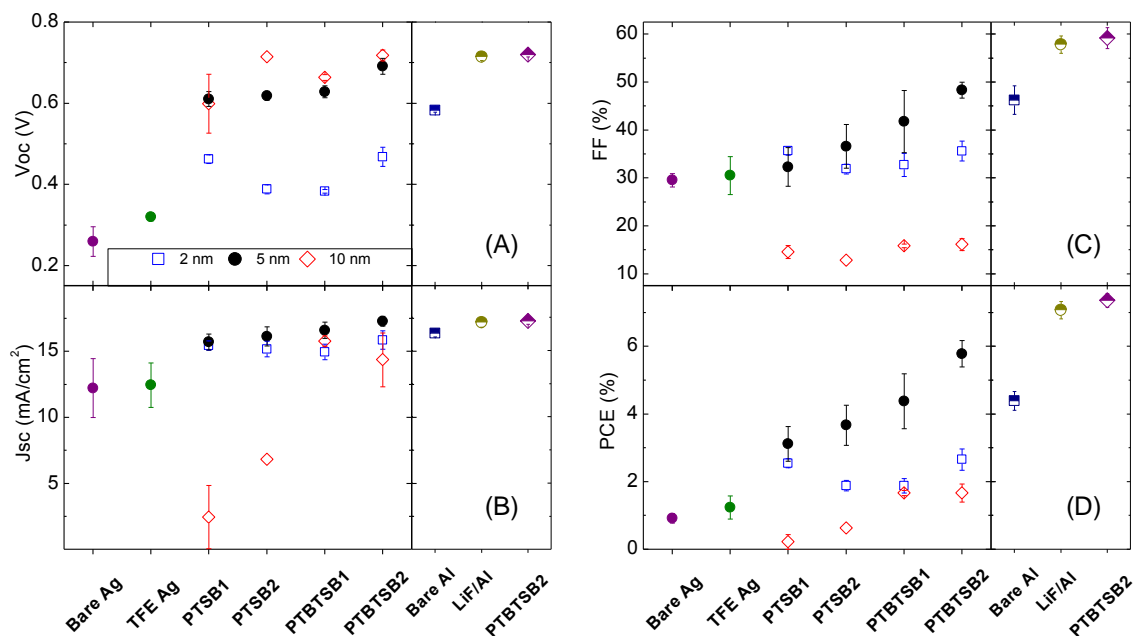 0.8
0.6
0.4
0.2
Voc (V)
2 nm 5 nm 10 nm
(A)
15
10
5
Jsc (mA/cm²)
(B)
Bare Ag
TFE Ag
PTSB1
PTSB2
PTBTSB1
PTBTSB2
Bare Al
LiF/Al
PTBTSB2
60
50
40
30
20
10
FF (%)
(C)
6
4
2
0
PCE (%)
(D)
Bare Ag
TFE Ag
PTSB1
PTSB2
PTBTSB1
PTBTSB2
Bare Al
LiF/Al
PTBTSB2